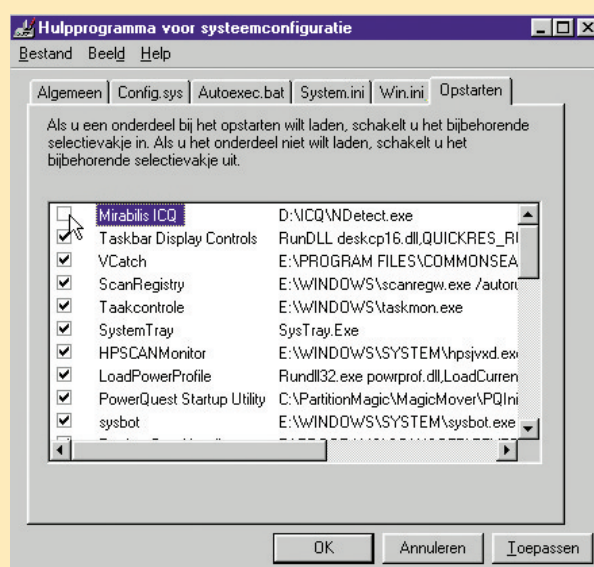 Hulpprogramma voor systeemconfiguratie
Bestand Beeld Help
Algemeen Config.sys Autoexec.bat System.ini Win.ini Opstarten
Als u een onderdeel bij het opstarten wilt laden, schakelt u het bijbehorende
selectievakje in. Als u het onderdeel niet wilt laden, schakelt u het
bijbehorende selectievakje uit.
Mirabilis ICQ D:\ICQ\NDetect.exe
Taskbar Display Controls RunDLL deskcp16.dll,QUICKRES_RU
VCatch E:\PROGRAM FILES\COMMONSEA
ScanRegistry E:\WINDOWS\scanregw.exe /autoru
Taakcontrole E:\WINDOWS\taskmon.exe
SystemTray SysTray.Exe
HPSCANMonitor E:\WINDOWS\SYSTEM\hpsjvxd.exe
LoadPowerProfile Rundll32.exe powrprof.dll,LoadCurren
PowerQuest Startup Utility C:\PartitionMagic\MagicMover\PQIni
sysbot E:\WINDOWS\SYSTEM\sysbot.exe
OK Annuleren Toepassen